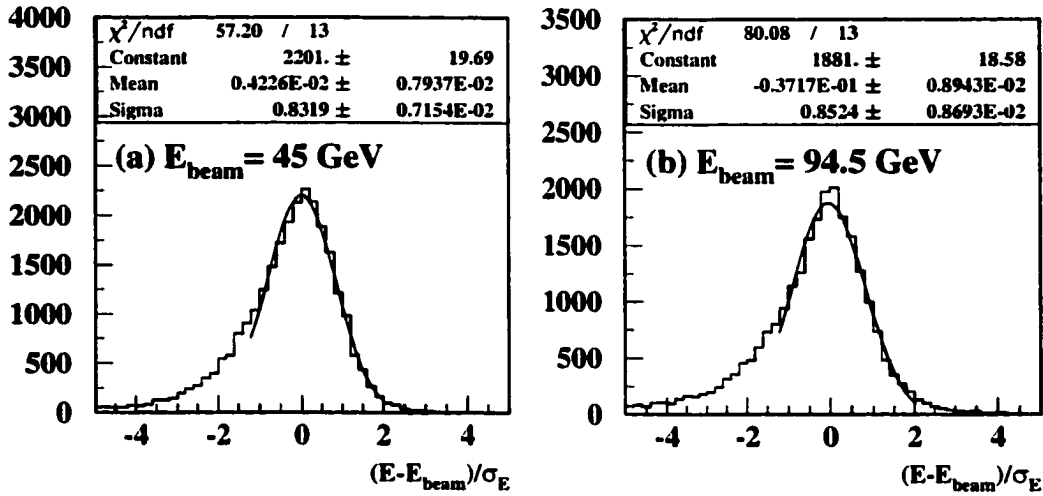 χ²/ndf 57.20 / 13
Constant 2201. ± 19.69
Mean 0.4226E-02 ± 0.7937E-02
Sigma 0.8319 ± 0.7154E-02
(a) E_beam = 45 GeV
4000
3500
3000
2500
2000
1500
1000
500
0
-4 -2 0 2 4
(E-E_beam)/σ_E
χ²/ndf 80.08 / 13
Constant 1881. ± 18.58
Mean -0.3717E-01 ± 0.8943E-02
Sigma 0.8524 ± 0.8693E-02
(b) E_beam = 94.5 GeV
3500
3000
2500
2000
1500
1000
500
0
-4 -2 0 2 4
(E-E_beam)/σ_E